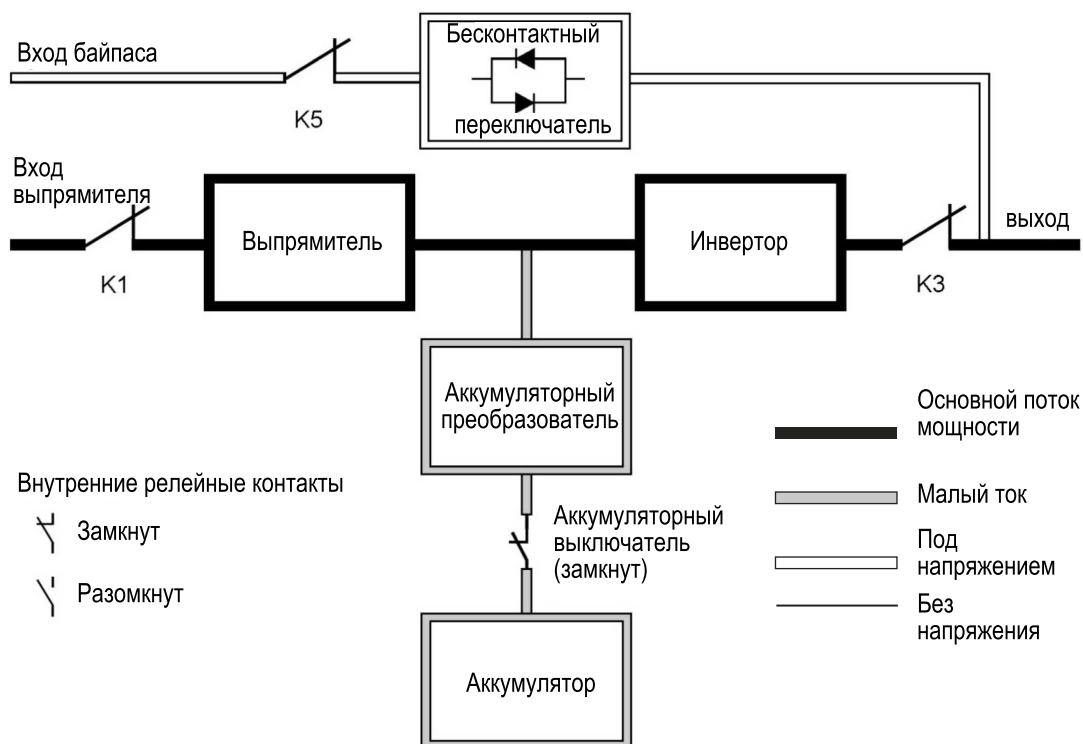 Вход байпаса
Бесконтактный
переключатель
K5
Вход
выпрямителя
Выпрямитель
Инвертор
выход
K1
K3
Аккумуляторный
преобразователь
Основной поток
мощности
Внутренние релейные контакты
Замкнут
Разомкнут
Аккумуляторный
выключатель
(замкнут)
Малый ток
Под
напряжением
Без
напряжения
Аккумулятор